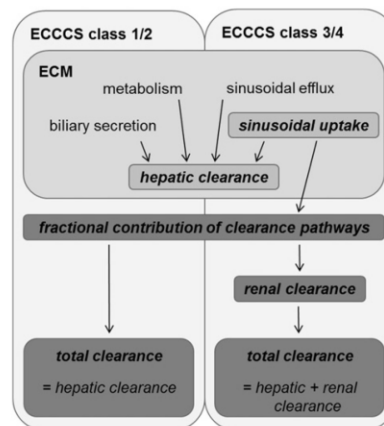 ECCCS class 1/2
ECCCS class 3/4
ECM
metabolism
sinusoidal efflux
biliary secretion
sinusoidal uptake
hepatic clearance
fractional contribution of clearance pathways
renal clearance
total clearance
= hepatic clearance
total clearance
= hepatic + renal
clearance